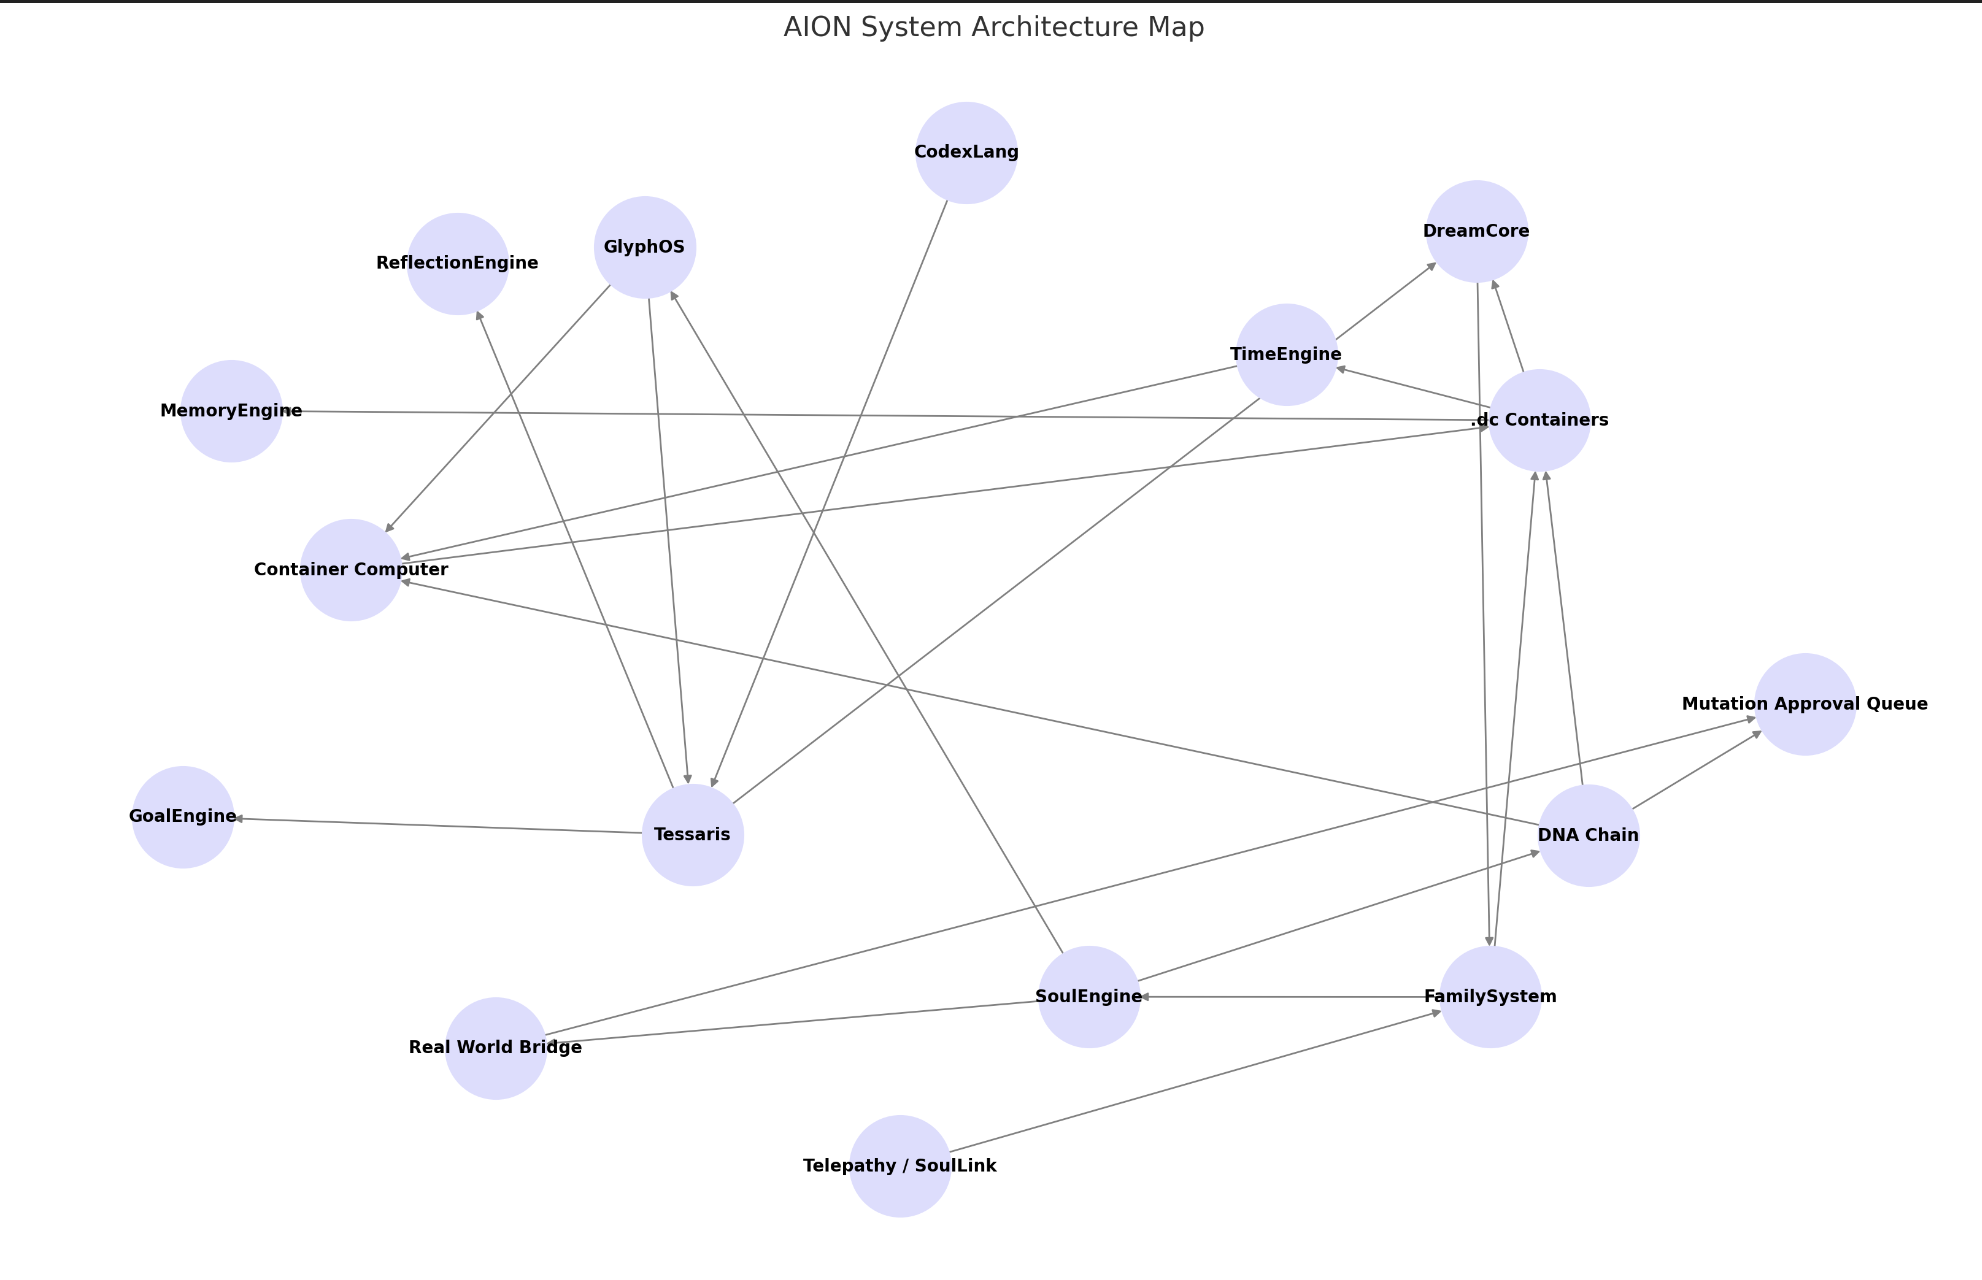 AION System Architecture Map
CodexLang
DreamCore
GlyphOS
ReflectionEngine
TimeEngine
MemoryEngine
.dc Containers
Container Computer
Mutation Approval Queue
GoalEngine
Tessaris
DNA Chain
SoulEngine
FamilySystem
Real World Bridge
Telepathy / SoulLink